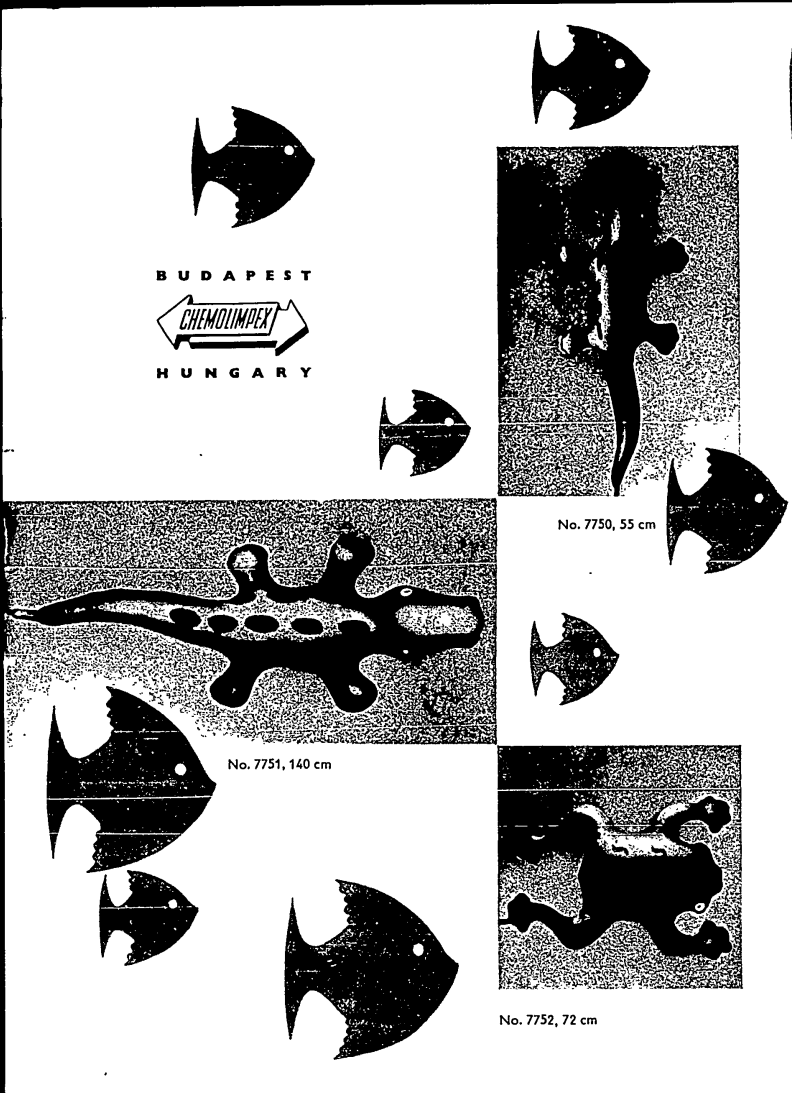 BUDAPEST
CHEMOLIMPEX
HUNGARY
No. 7750, 55 cm
No. 7751, 140 cm
No. 7752, 72 cm